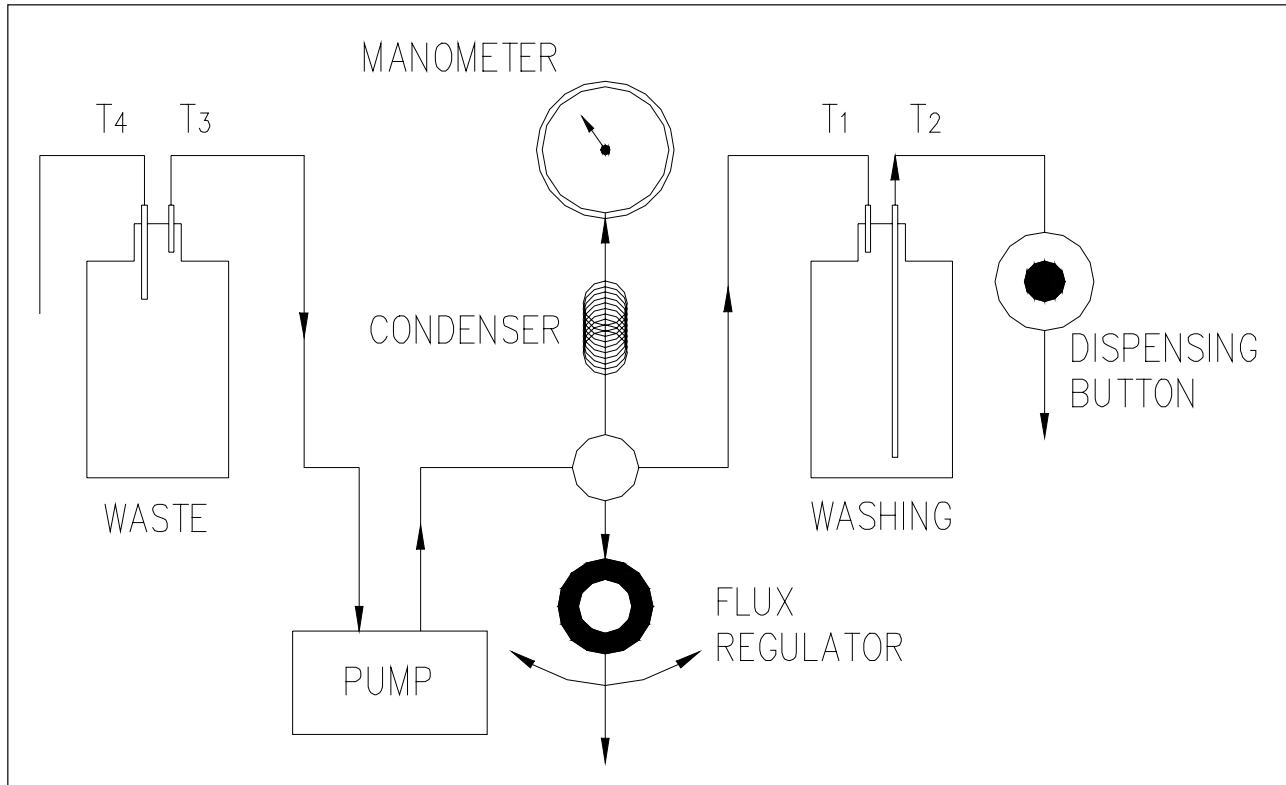 MANOMETER
T4
T3
T1
T2
CONDENSER
DISPENSING
BUTTON
WASTE
WASHING
FLUX
REGULATOR
PUMP